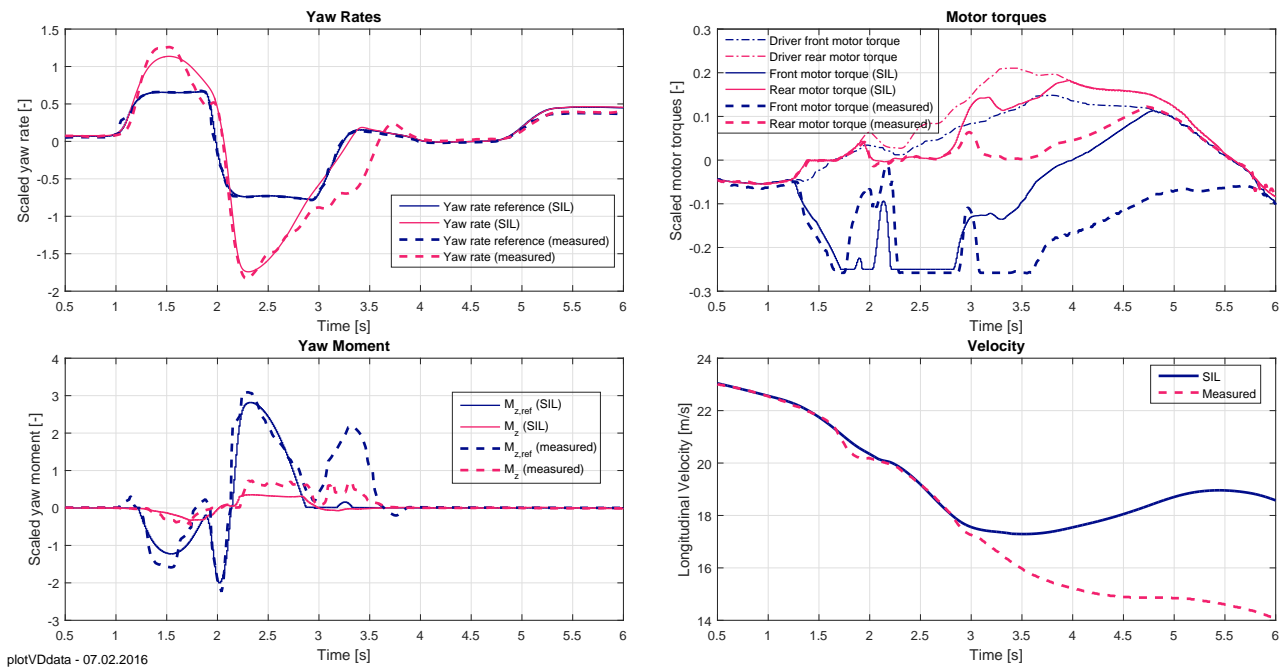 Yaw Rates
Scaled yaw rate [-]
1.5
1
0.5
0
-0.5
-1
-1.5
-2
0.5 1 1.5 2 2.5 3 3.5 4 4.5 5 5.5 6
Time [s]
Yaw rate reference (SIL)
Yaw rate (SIL)
Yaw rate reference (measured)
Yaw rate (measured)
Motor torques
Scaled motor torques [-]
0.3
0.2
0.1
0
-0.1
-0.2
-0.3
0.5 1 1.5 2 2.5 3 3.5 4 4.5 5 5.5 6
Time [s]
Driver front motor torque
Driver rear motor torque
Front motor torque (SIL)
Rear motor torque (SIL)
Front motor torque (measured)
Rear motor torque (measured)
Yaw Moment
Scaled yaw moment [-]
4
3
2
1
0
-1
-2
-3
0.5 1 1.5 2 2.5 3 3.5 4 4.5 5 5.5 6
Time [s]
M_z,ref (SIL)
M_z (SIL)
M_z,ref (measured)
M_z (measured)
Velocity
Longitudinal Velocity [m/s]
24
22
20
18
16
14
0.5 1 1.5 2 2.5 3 3.5 4 4.5 5 5.5 6
Time [s]
SIL
Measured
plotVDdata - 07.02.2016